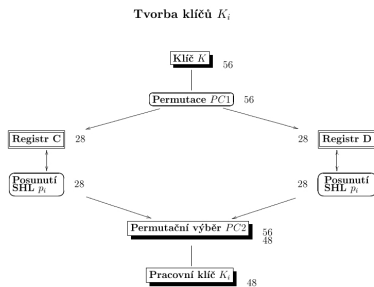 Tvorba klíčů K_i
Klíč K
56
Permutace PC1 56
Registr C 28
28 Registr D
Posunutí
SHL p_i
28
28
Posunutí
SHL p_i
Permutační výběr PC2
56
48
Pracovní klíč K_i
48